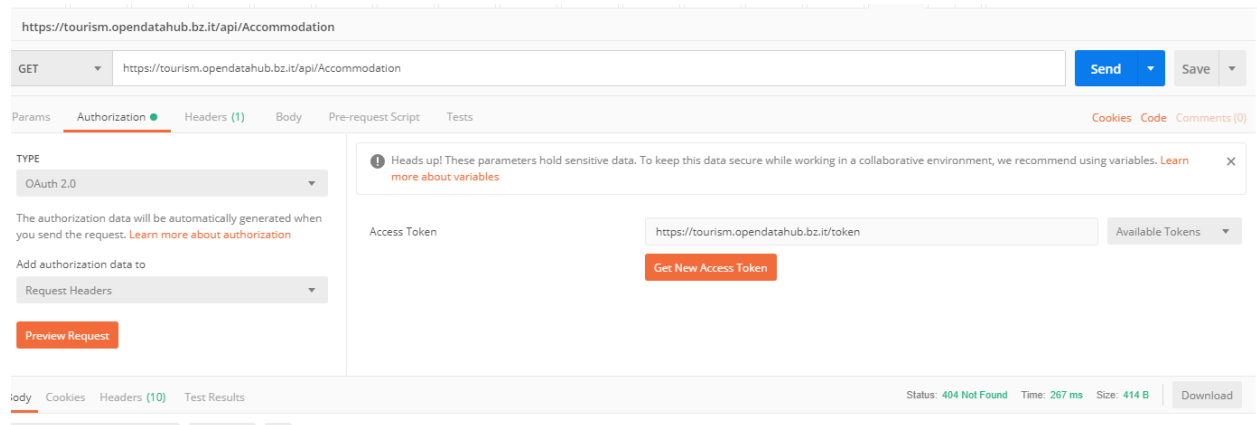 https://tourism.opendatahub.bz.it/api/Accommodation
GET https://tourism.opendatahub.bz.it/api/Accommodation Send Save
Params Authorization Headers (1) Body Pre-request Script Tests Cookies Code Comments (0)
TYPE
OAuth 2.0
The authorization data will be automatically generated when
you send the request. Learn more about authorization
Add authorization data to
Request Headers
Preview Request
Heads up! These parameters hold sensitive data. To keep this data secure while working in a collaborative environment, we recommend using variables. Learn
more about variables
Access Token https://tourism.opendatahub.bz.it/token Available Tokens
Get New Access Token
Body Cookies Headers (10) Test Results Status: 404 Not Found Time: 267 ms Size: 414 B Download